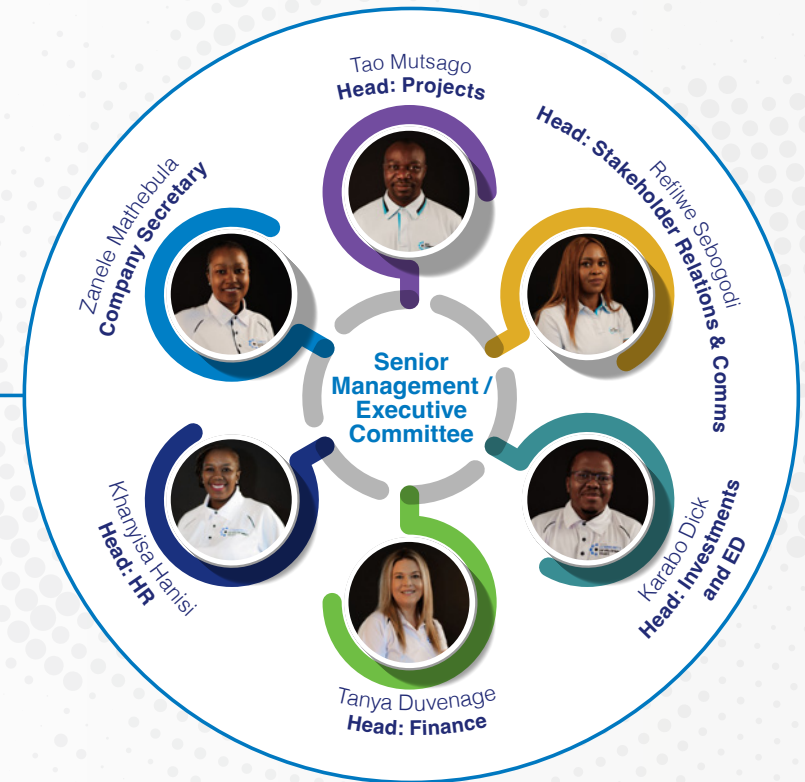 Tao Mutsago
Head: Projects
Refilwe Sebogodi
Head: Stakeholder Relations & Comms
Zanele Mathebula
Company Secretary
Senior
Management /
Executive
Committee
Khanyisa Hanisi
Head: HR
Karabo Dick
Head: Investments
and ED
Tanya Duvenage
Head: Finance